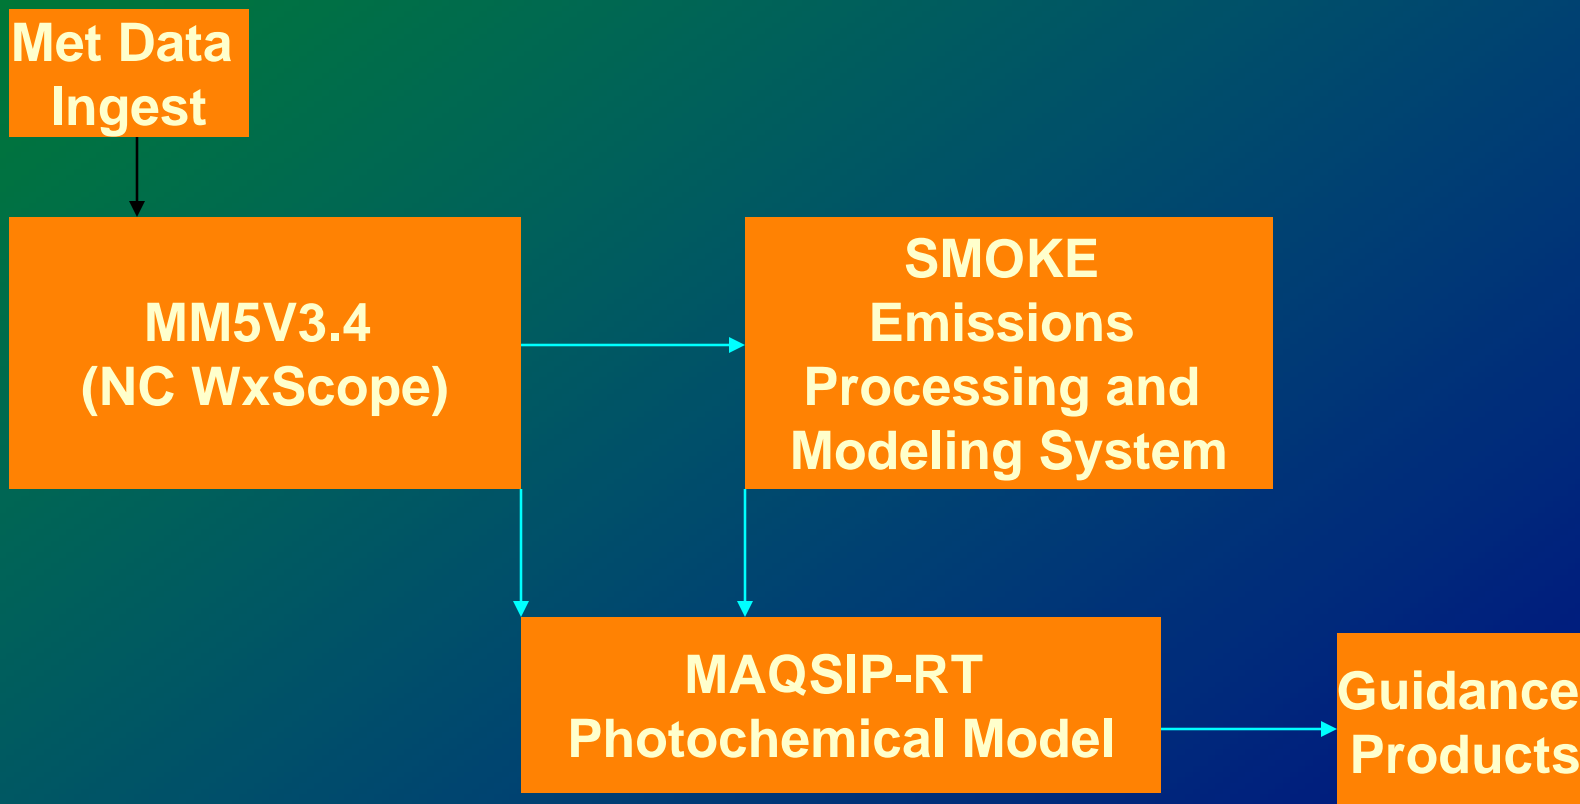 Met Data
Ingest
MM5V3.4
(NC WxScope)
SMOKE
Emissions
Processing and
Modeling System
MAQSIP-RT
Photochemical Model
Guidance
Products